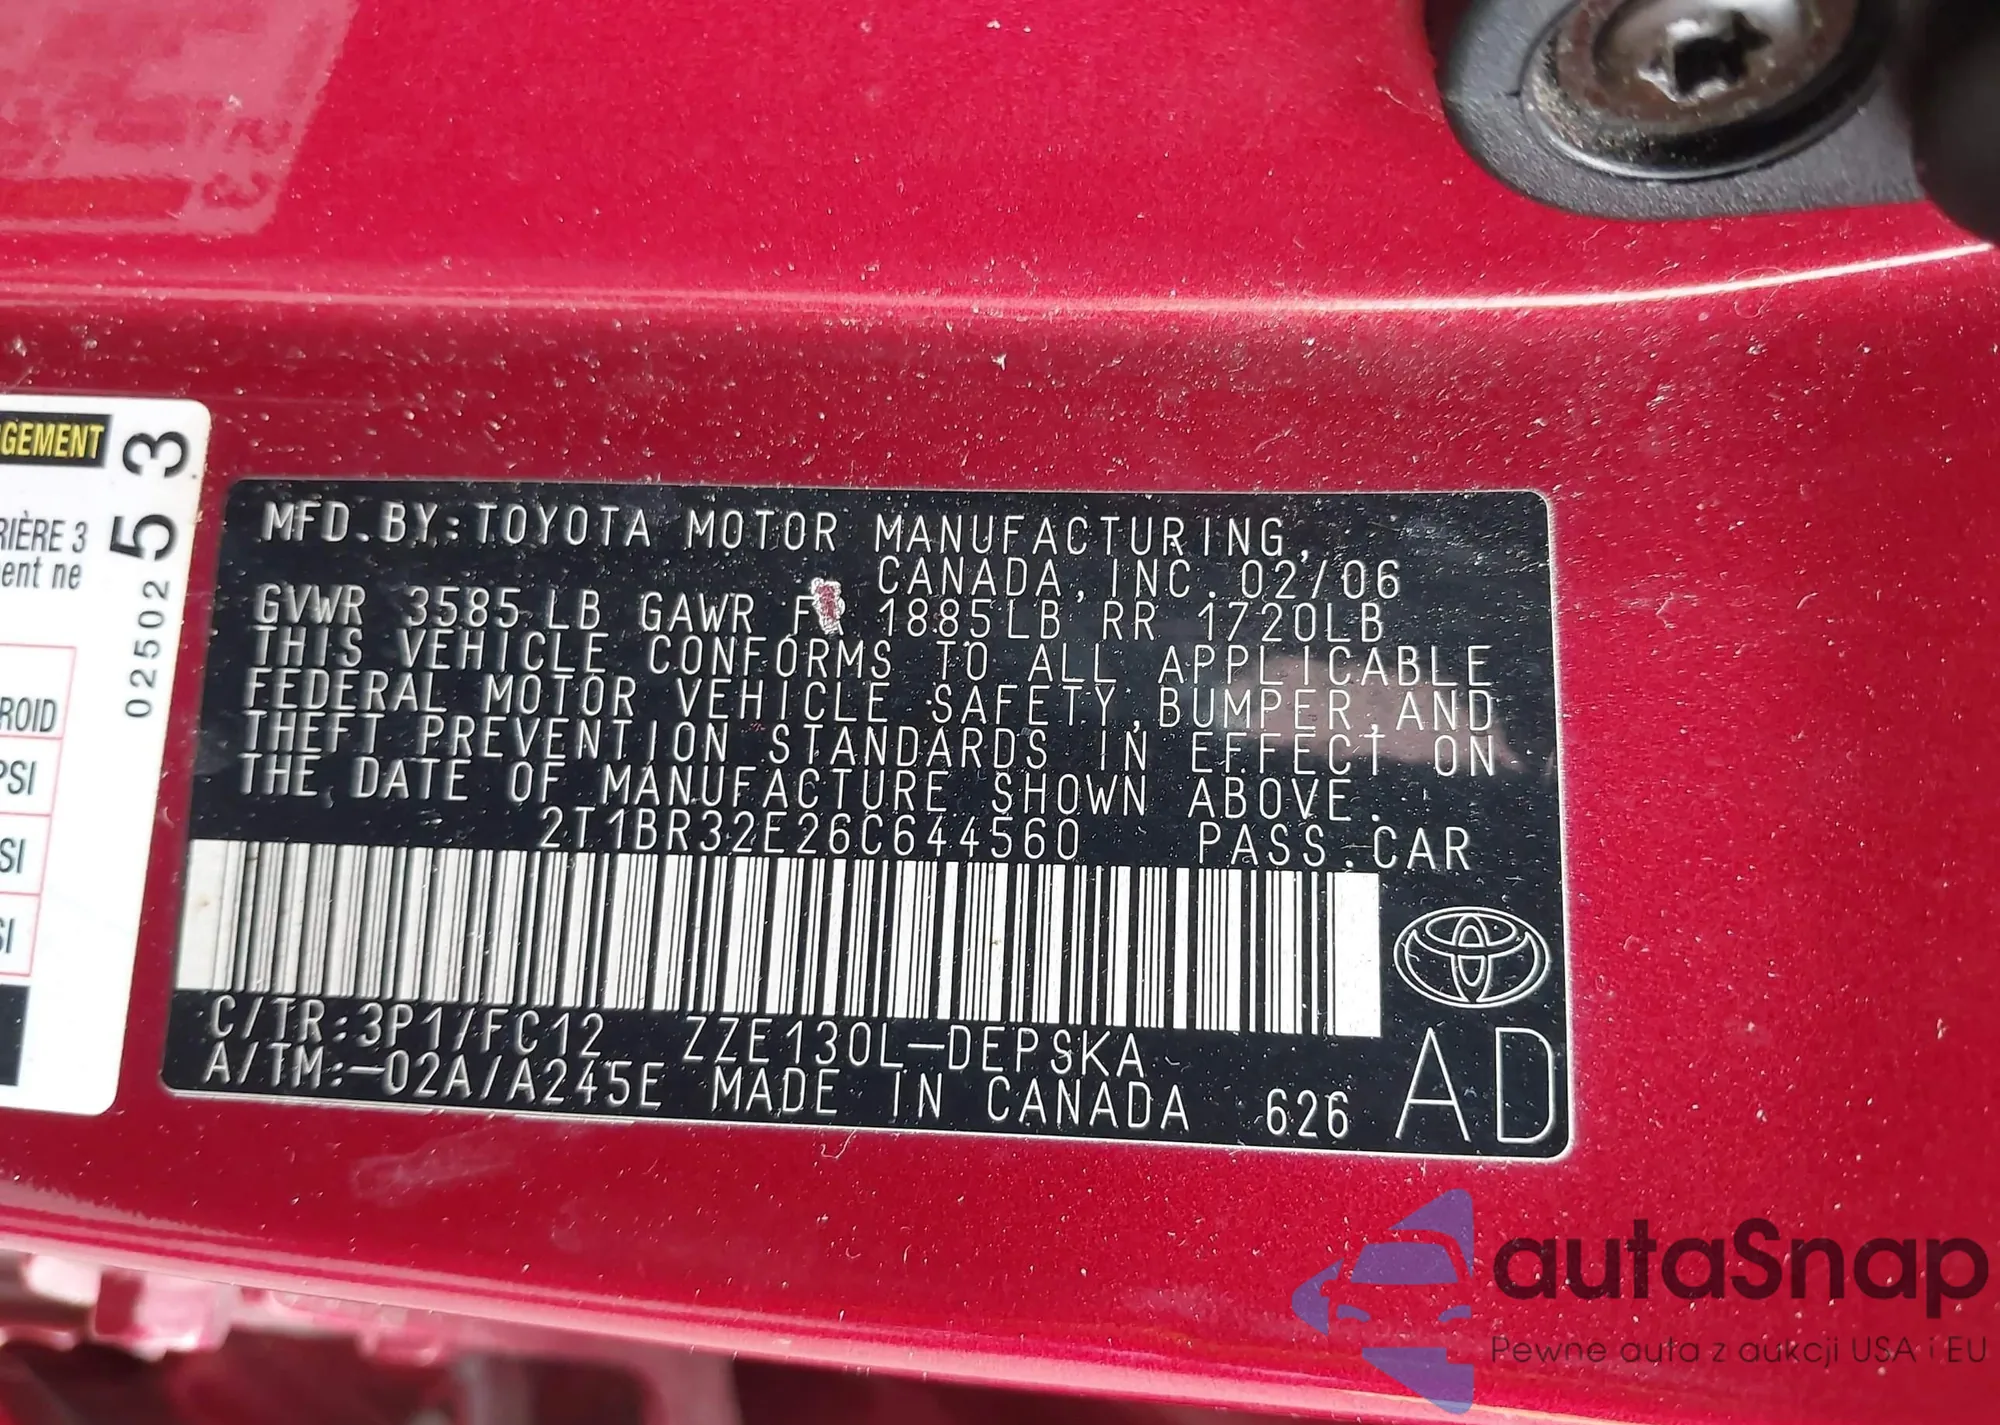 GEMENT
RIÈRE 3
ent ne
ROID
PSI
SI
SI
02502 53
MFD.BY:TOYOTA MOTOR MANUFACTURING,
CANADA,INC.02/06
GVWR 3585LB GAWR FR 1885LB RR 1720LB
THIS VEHICLE CONFORMS TO ALL APPLICABLE
FEDERAL MOTOR VEHICLE SAFETY,BUMPER,AND
THEFT PREVENTION STANDARDS IN EFFECT ON
THE DATE OF MANUFACTURE SHOWN ABOVE.
2T1BR32E26C644560 PASS.CAR
C/TR:3P1/FC12 ZZE130L-DEPSKA
A/TM:-02A/A245E MADE IN CANADA 626 AD
autaSnap
Pewne auta z aukcji USA i EU